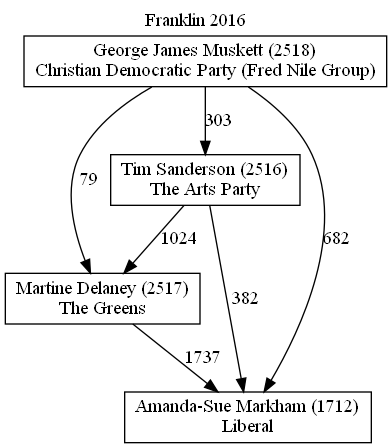 Franklin 2016
George James Muskett (2518)
Christian Democratic Party (Fred Nile Group)
303
Tim Sanderson (2516)
The Arts Party
79
1024
682
Martine Delaney (2517)
The Greens
382
1737
Amanda-Sue Markham (1712)
Liberal